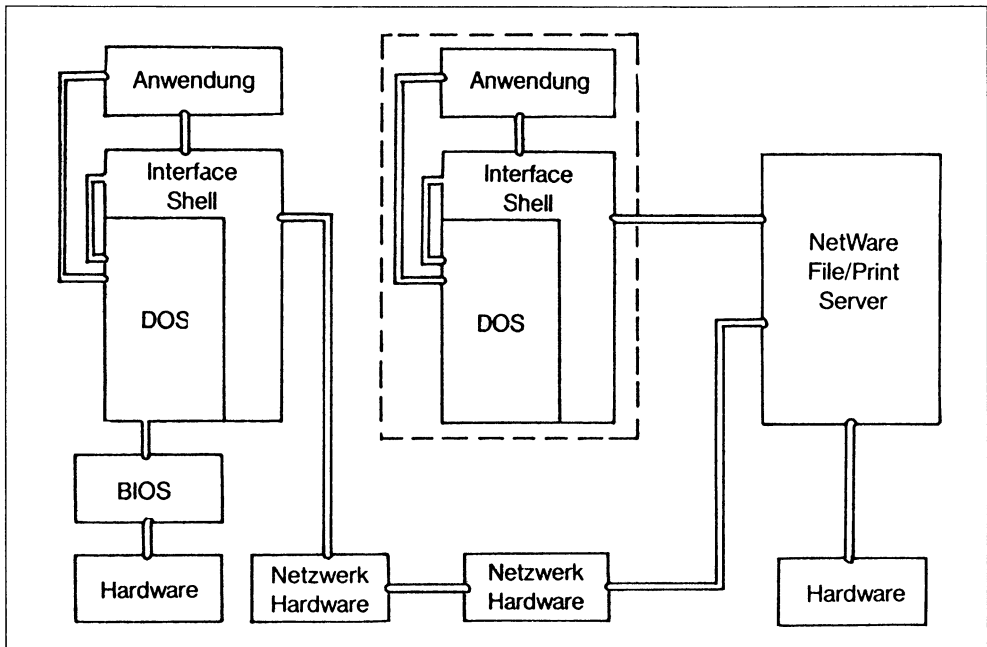 Anwendung
Interface
Shell
DOS
BIOS
Hardware
Anwendung
Interface
Shell
DOS
NetWare
File/Print
Server
Netzwerk
Hardware
Netzwerk
Hardware
Hardware